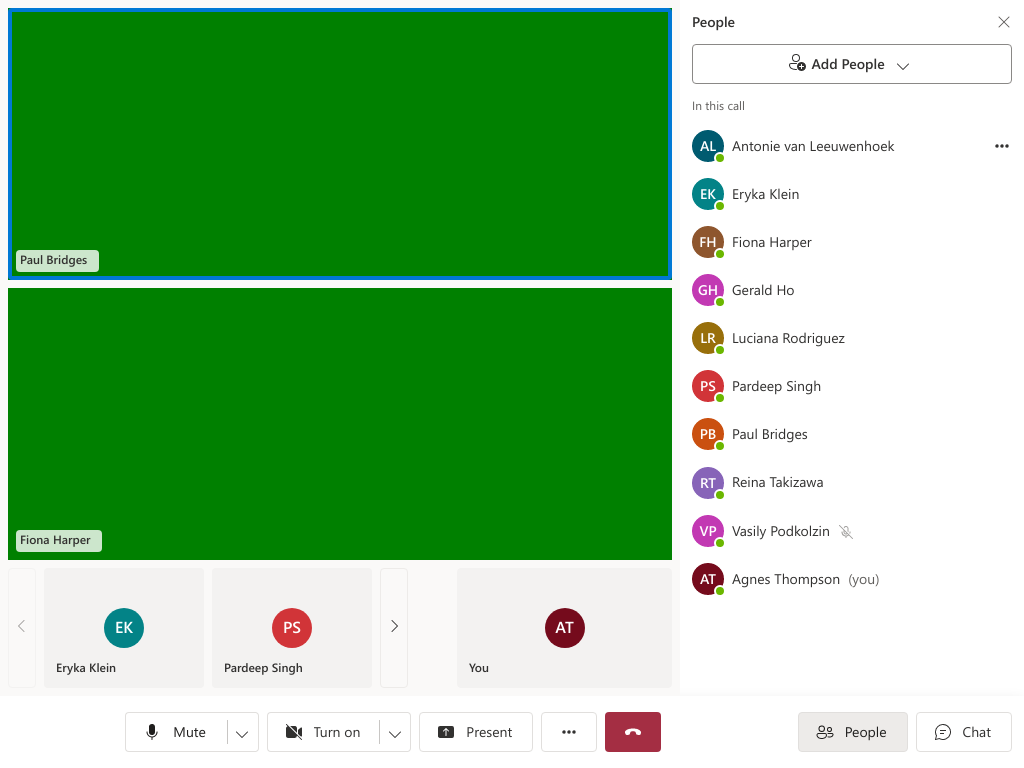 Paul Bridges
Fiona Harper
EK
Eryka Klein
PS
Pardeep Singh
AT
You
People
Add People
In this call
AL Antonie van Leeuwenhoek
EK Eryka Klein
FH Fiona Harper
GH Gerald Ho
LR Luciana Rodriguez
PS Pardeep Singh
PB Paul Bridges
RT Reina Takizawa
VP Vasily Podkolzin
AT Agnes Thompson (you)
Mute
Turn on
Present
People
Chat